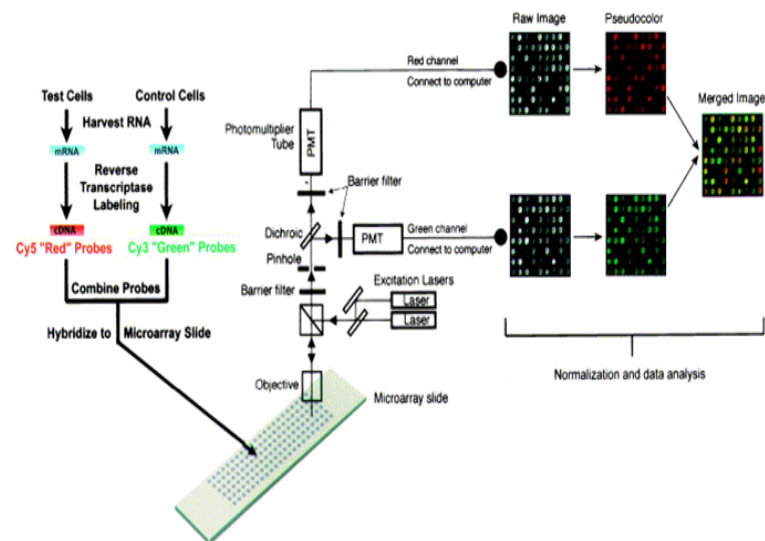 Test Cells
Control Cells
Harvest RNA
mRNA
mRNA
Reverse
Transcriptase
Labeling
cDNA
cDNA
Cy5 "Red" Probes
Cy3 "Green" Probes
Combine Probes
Hybridize to
Microarray Slide
Photomultiplier
Tube
PMT
Red channel
Connect to computer
Barrier filter
Dichroic
PMT
Green channel
Connect to computer
Pinhole
Barrier filter
Excitation Lasers
Laser
Laser
Objective
Microarray slide
Raw Image
Pseudocolor
Merged Image
Normalization and data analysis